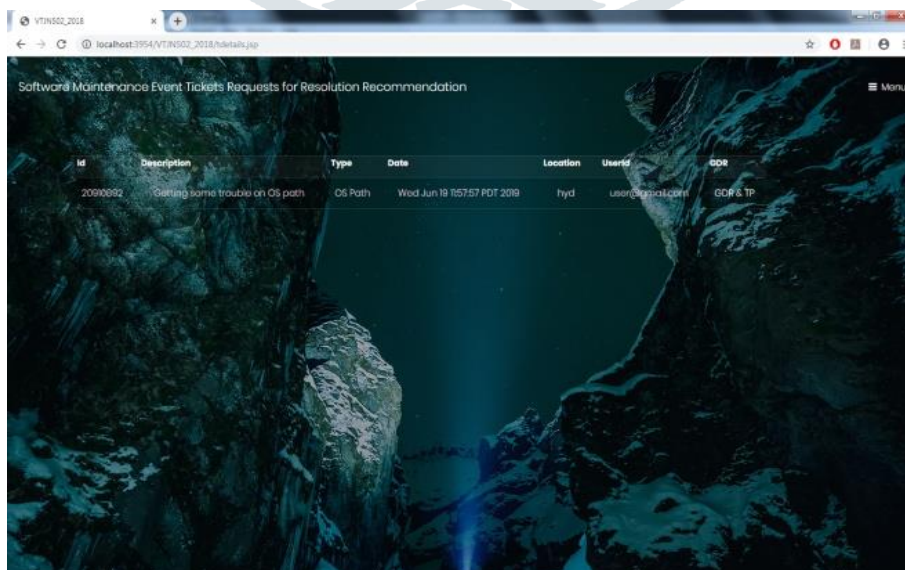 VTJNS02_2018
localhost:3954/VTJNS02_2018/tdetails.jsp
Software Maintenance Event Tickets Requests for Resolution Recommendation
Menu
Id Description Type Date Location Userid GDR
20910892 Getting some trouble on OS path OS Path Wed Jun 19 11:57:57 PDT 2019 hyd user@gmail.com GDR & TP